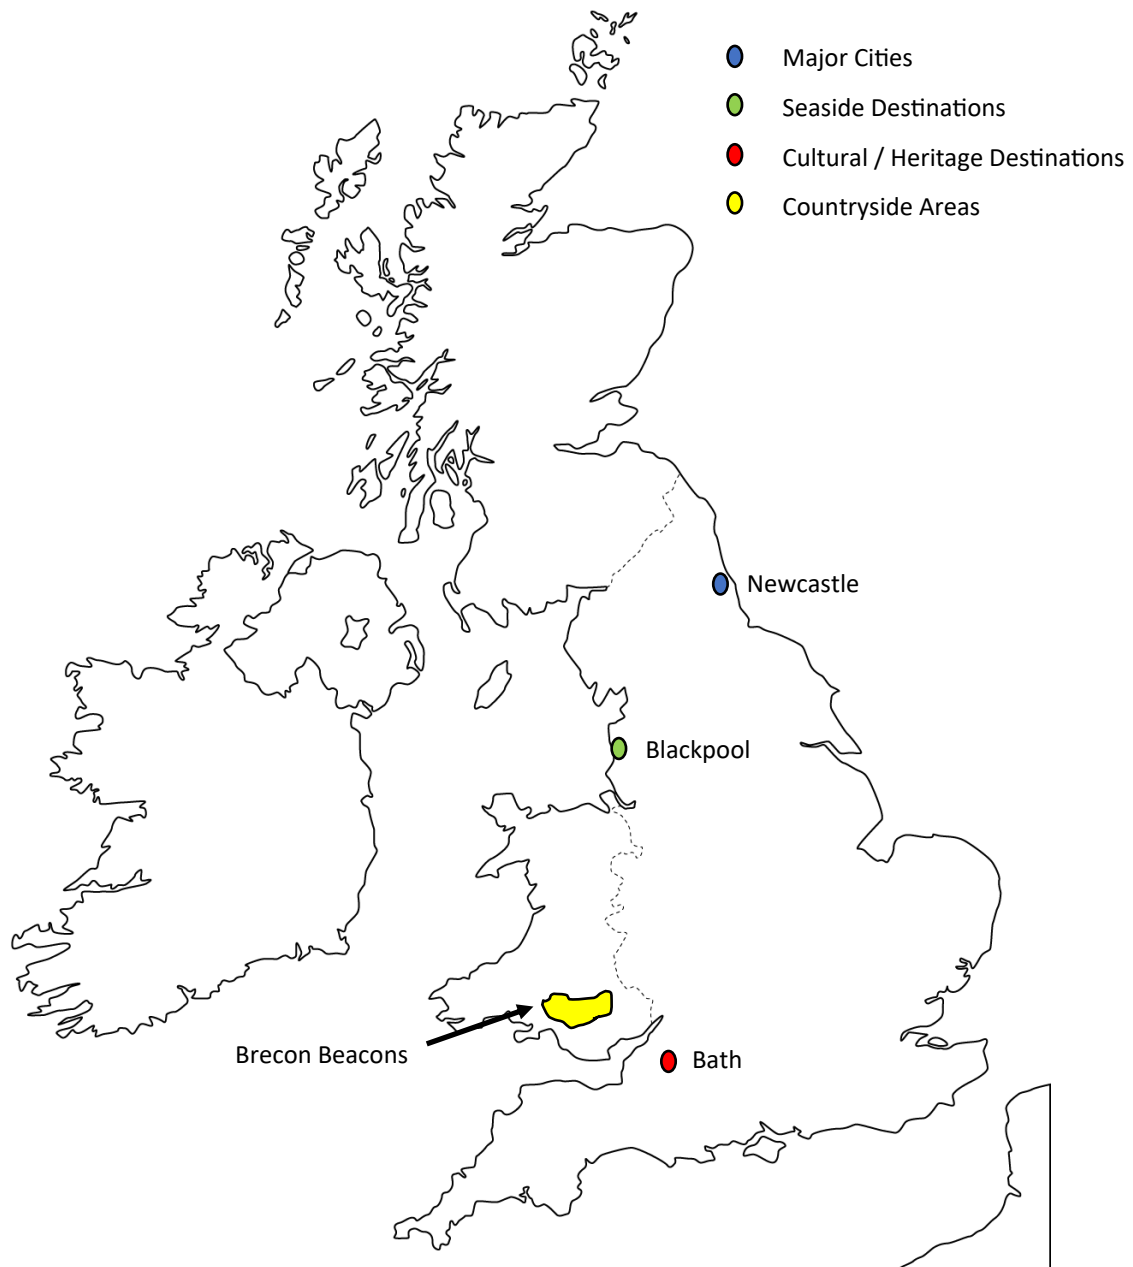 Major Cities
Seaside Destinations
Cultural / Heritage Destinations
Countryside Areas
Newcastle
Blackpool
Brecon Beacons
Bath